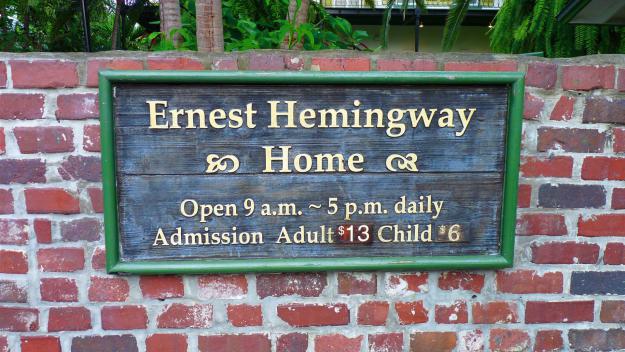 Ernest Hemingway
Home
Open 9 a.m. ~ 5 p.m. daily
Admission Adult $13 Child $6